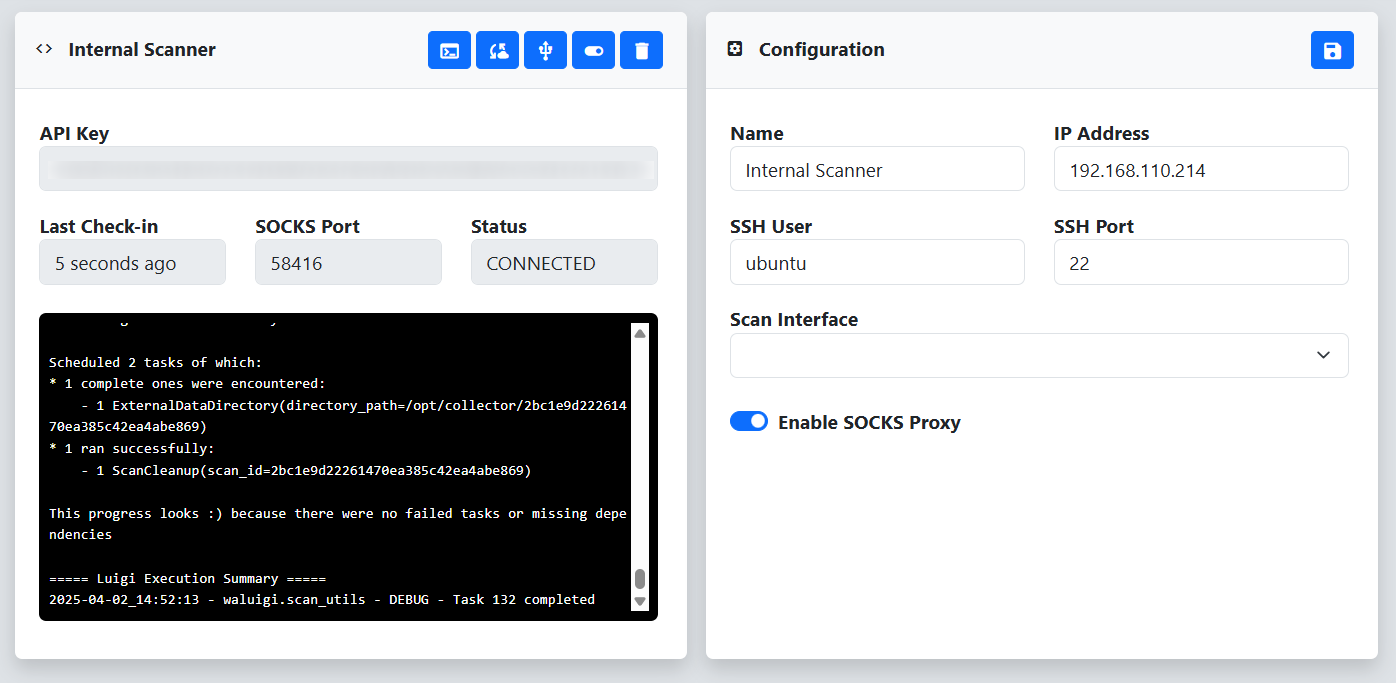 Internal Scanner
API Key
Last Check-in
SOCKS Port
Status
5 seconds ago
58416
CONNECTED
Scheduled 2 tasks of which:
* 1 complete ones were encountered:
    - 1 ExternalDataDirectory(directory_path=/opt/collector/2bc1e9d222614
70ea385c42ea4abe869)
* 1 ran successfully:
    - 1 ScanCleanup(scan_id=2bc1e9d22261470ea385c42ea4abe869)
This progress looks :) because there were no failed tasks or missing depe
ndencies
===== Luigi Execution Summary =====
2025-04-02_14:52:13 - waluigi.scan_utils - DEBUG - Task 132 completed
Configuration
Name
IP Address
Internal Scanner
192.168.110.214
SSH User
SSH Port
ubuntu
22
Scan Interface
Enable SOCKS Proxy